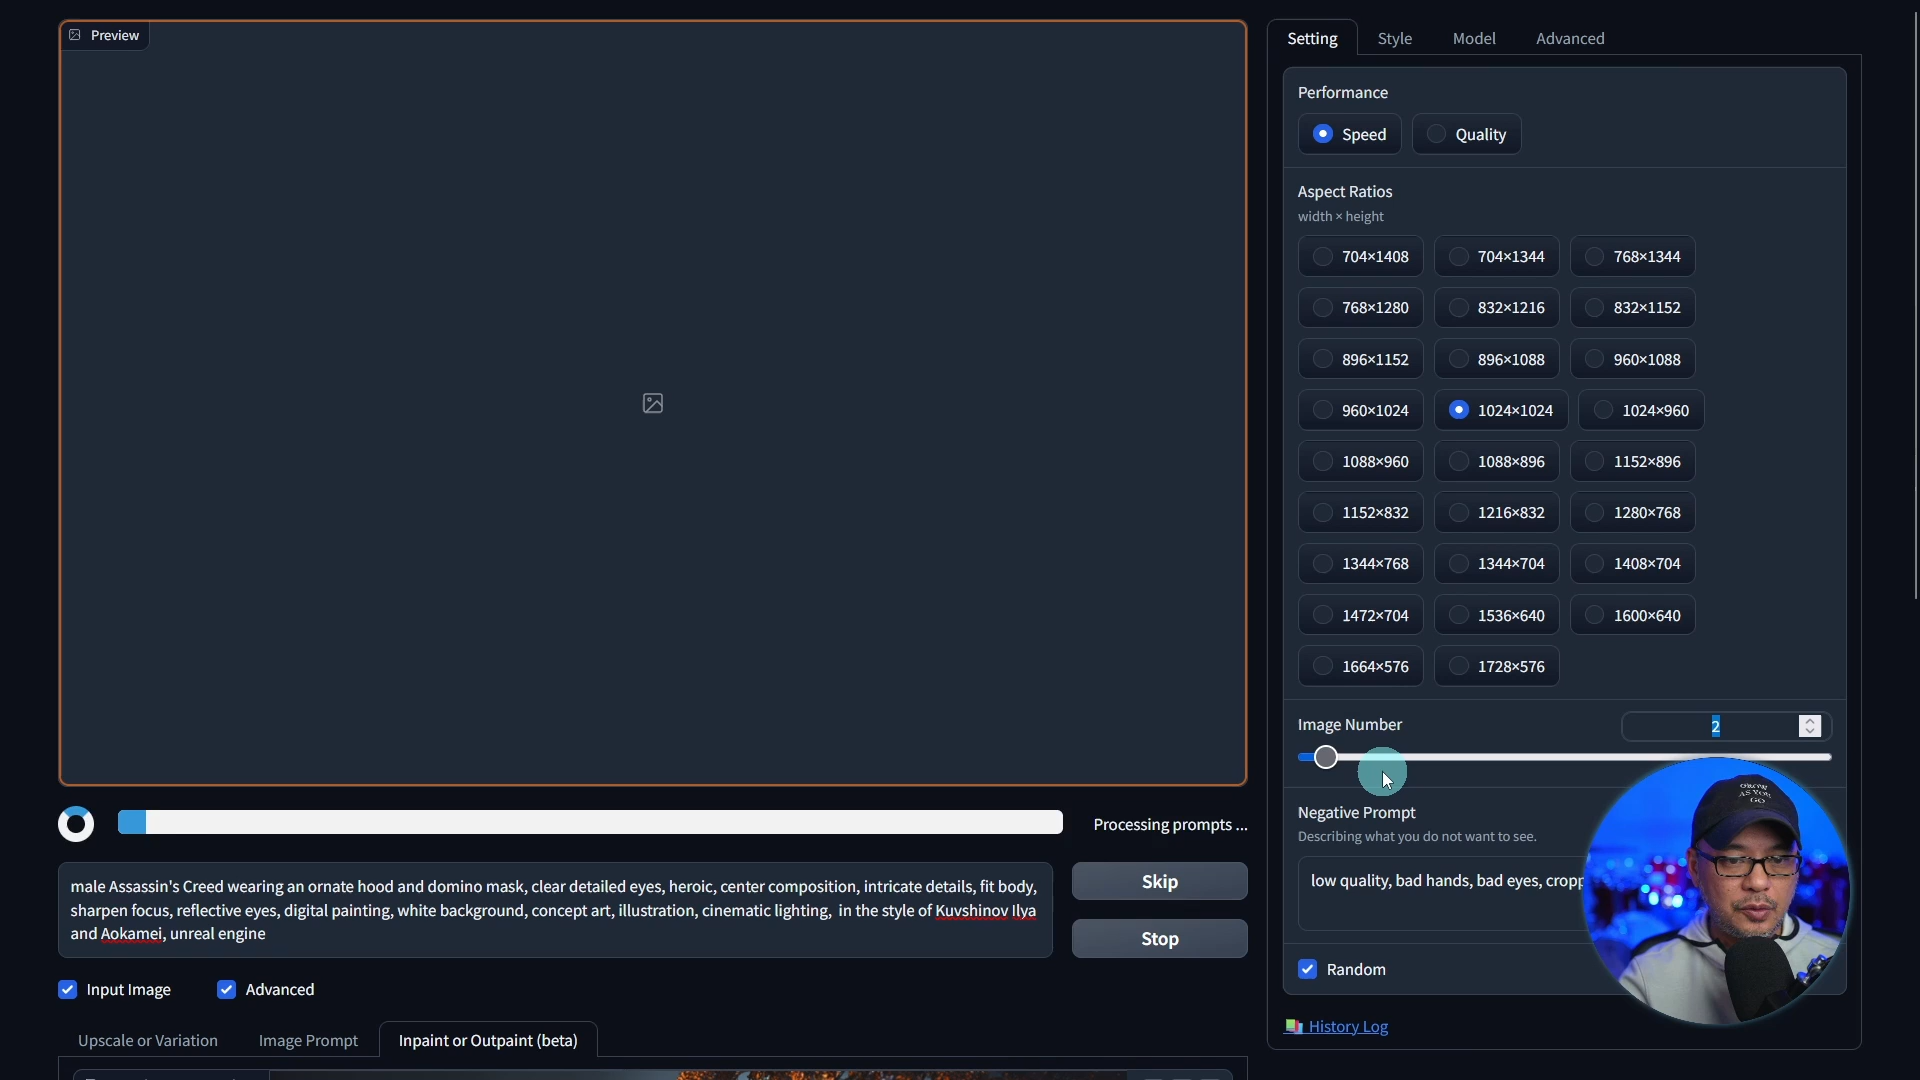 Preview
Setting
Style
Model
Advanced
Performance
Speed
Quality
Aspect Ratios
width × height
704×1408
704×1344
768×1344
768×1280
832×1216
832×1152
896×1152
896×1088
960×1088
960×1024
1024×1024
1024×960
1088×960
1088×896
1152×896
1152×832
1216×832
1280×768
1344×768
1344×704
1408×704
1472×704
1536×640
1600×640
1664×576
1728×576
Image Number
2
Negative Prompt
Describing what you do not want to see.
low quality, bad hands, bad eyes, cropp
Random
History Log
Processing prompts ...
male Assassin's Creed wearing an ornate hood and domino mask, clear detailed eyes, heroic, center composition, intricate details, fit body,
sharpen focus, reflective eyes, digital painting, white background, concept art, illustration, cinematic lighting,  in the style of Kuvshinov Ilya
and Aokamei, unreal engine
Skip
Stop
Input Image
Advanced
Upscale or Variation
Image Prompt
Inpaint or Outpaint (beta)
GROW
AS YOU
GO